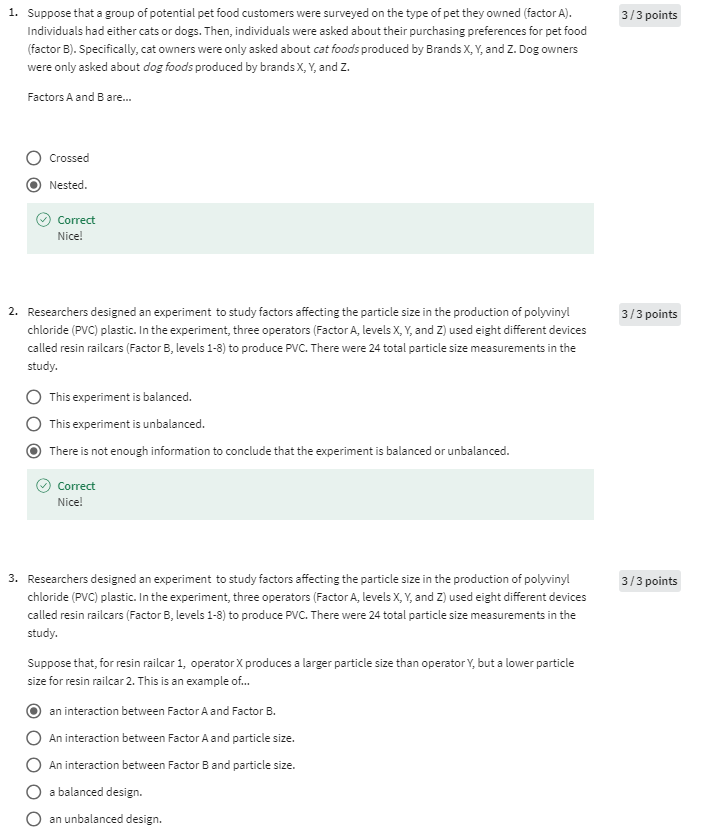 1. Suppose that a group of potential pet food customers were surveyed on the type of pet they owned (factor A). 3 / 3 points
Individuals had either cats or dogs. Then, individuals were asked about their purchasing preferences for pet food
(factor B). Specifically, cat owners were only asked about cat foods produced by Brands X, Y, and Z. Dog owners
were only asked about dog foods produced by brands X, Y, and Z.
Factors A and B are...
Crossed
Nested.
Correct
Nice!
2. Researchers designed an experiment to study factors affecting the particle size in the production of polyvinyl 3 / 3 points
chloride (PVC) plastic. In the experiment, three operators (Factor A, levels X, Y, and Z) used eight different devices
called resin railcars (Factor B, levels 1-8) to produce PVC. There were 24 total particle size measurements in the
study.
This experiment is balanced.
This experiment is unbalanced.
There is not enough information to conclude that the experiment is balanced or unbalanced.
Correct
Nice!
3. Researchers designed an experiment to study factors affecting the particle size in the production of polyvinyl 3 / 3 points
chloride (PVC) plastic. In the experiment, three operators (Factor A, levels X, Y, and Z) used eight different devices
called resin railcars (Factor B, levels 1-8) to produce PVC. There were 24 total particle size measurements in the
study.
Suppose that, for resin railcar 1, operator X produces a larger particle size than operator Y, but a lower particle
size for resin railcar 2. This is an example of...
an interaction between Factor A and Factor B.
An interaction between Factor A and particle size.
An interaction between Factor B and particle size.
a balanced design.
an unbalanced design.